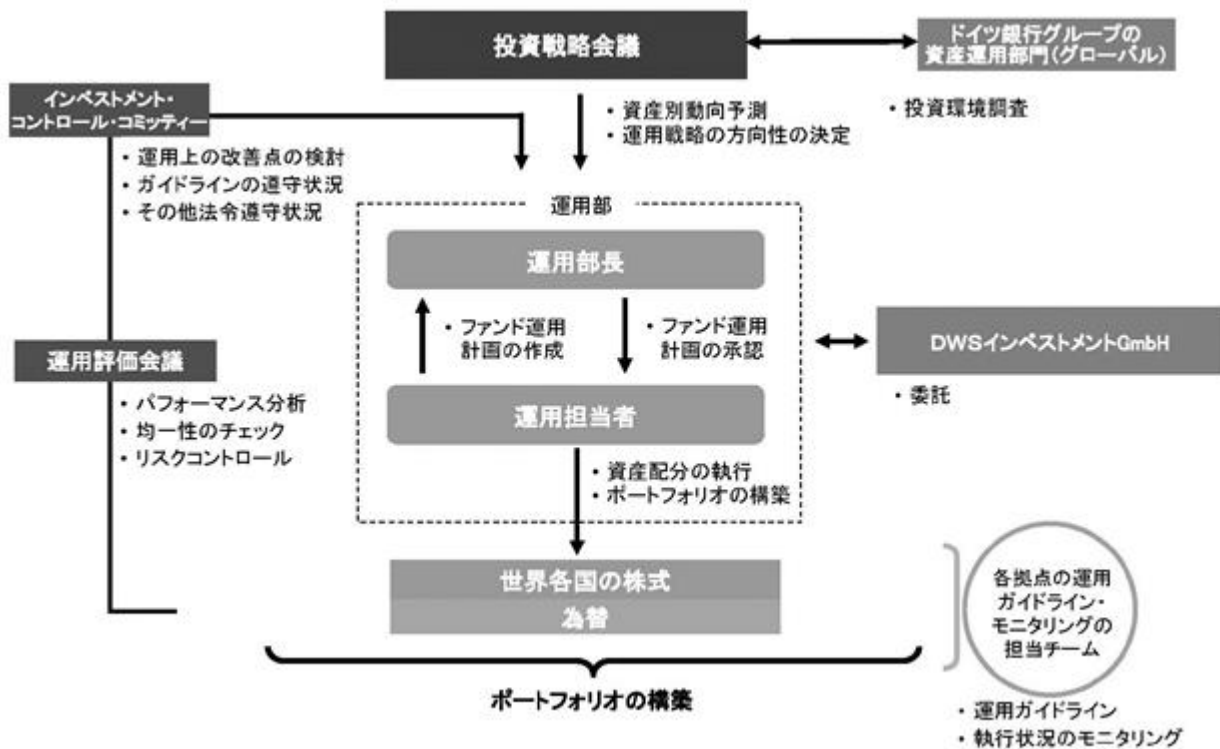 投資戦略会議
ドイツ銀行グループの
資産運用部門(グローバル)
・投資環境調査
・資産別動向予測
・運用戦略の方向性の決定
インベストメント・
コントロール・コミッティー
・運用上の改善点の検討
・ガイドラインの遵守状況
・その他法令遵守状況
運用部
運用部長
・ファンド運用
計画の作成
・ファンド運用
計画の承認
運用担当者
DWSインベストメントGmbH
・委託
運用評価会議
・パフォーマンス分析
・均一性のチェック
・リスクコントロール
・資産配分の執行
・ポートフォリオの構築
世界各国の株式
為替
各拠点の運用
ガイドライン・
モニタリングの
担当チーム
・運用ガイドライン
・執行状況のモニタリング
ポートフォリオの構築